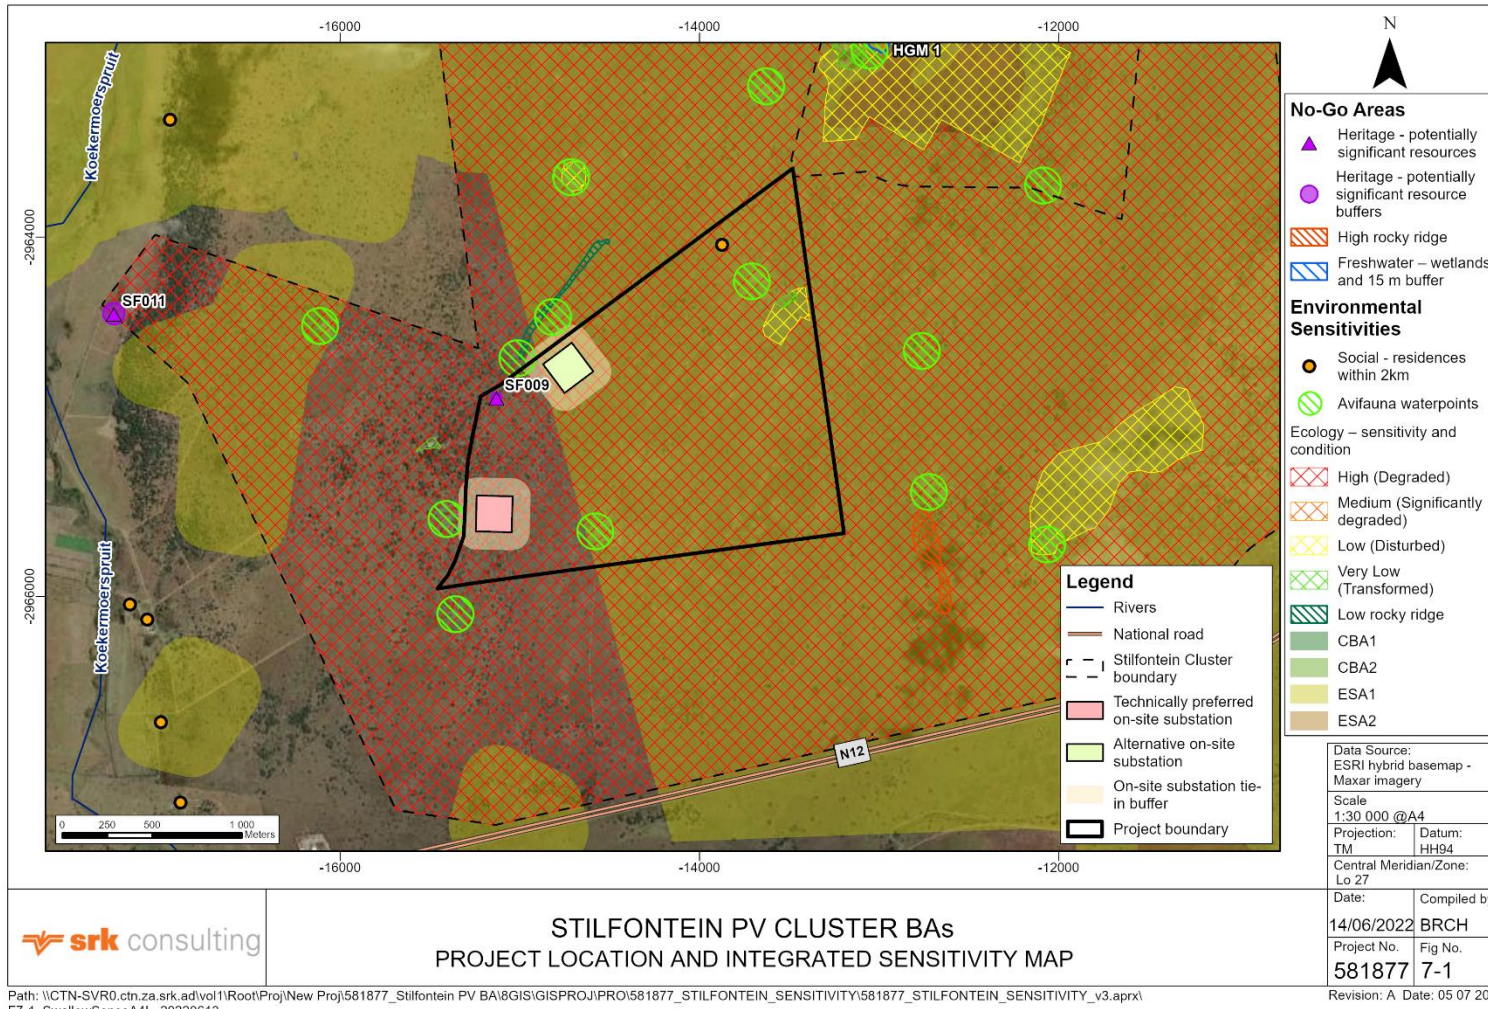 -16000
-14000
-12000
N
-2964000
-2966000
Koekermoerspruit
Koekermoerspruit
HGM 1
SF011
SF009
N12
0 250 500 1 000
Meters
-16000
-14000
-12000
Legend
Rivers
National road
Stilfontein Cluster
boundary
Technically preferred
on-site substation
Alternative on-site
substation
On-site substation tie-
in buffer
Project boundary
No-Go Areas
Heritage - potentially
significant resources
Heritage - potentially
significant resource
buffers
High rocky ridge
Freshwater – wetlands
and 15 m buffer
Environmental
Sensitivities
Social - residences
within 2km
Avifauna waterpoints
Ecology – sensitivity and
condition
High (Degraded)
Medium (Significantly
degraded)
Low (Disturbed)
Very Low
(Transformed)
Low rocky ridge
CBA1
CBA2
ESA1
ESA2
Data Source:
ESRI hybrid basemap -
Maxar imagery
Scale
1:30 000 @A4
Projection:
TM
Datum:
HH94
Central Meridian/Zone:
Lo 27
Date:
14/06/2022
Compiled by
BRCH
Project No.
581877
Fig No.
7-1
srk consulting
STILFONTEIN PV CLUSTER BAs
PROJECT LOCATION AND INTEGRATED SENSITIVITY MAP
Path: \\CTN-SVR0.ctn.za.srk.ad\vol1\Root\Proj\New Proj\581877_Stilfontein PV BA\8GIS\GISPROJ\PRO\581877_STILFONTEIN_SENSITIVITY\581877_STILFONTEIN_SENSITIVITY_v3.aprx\
Revision: A Date: 05 07 20